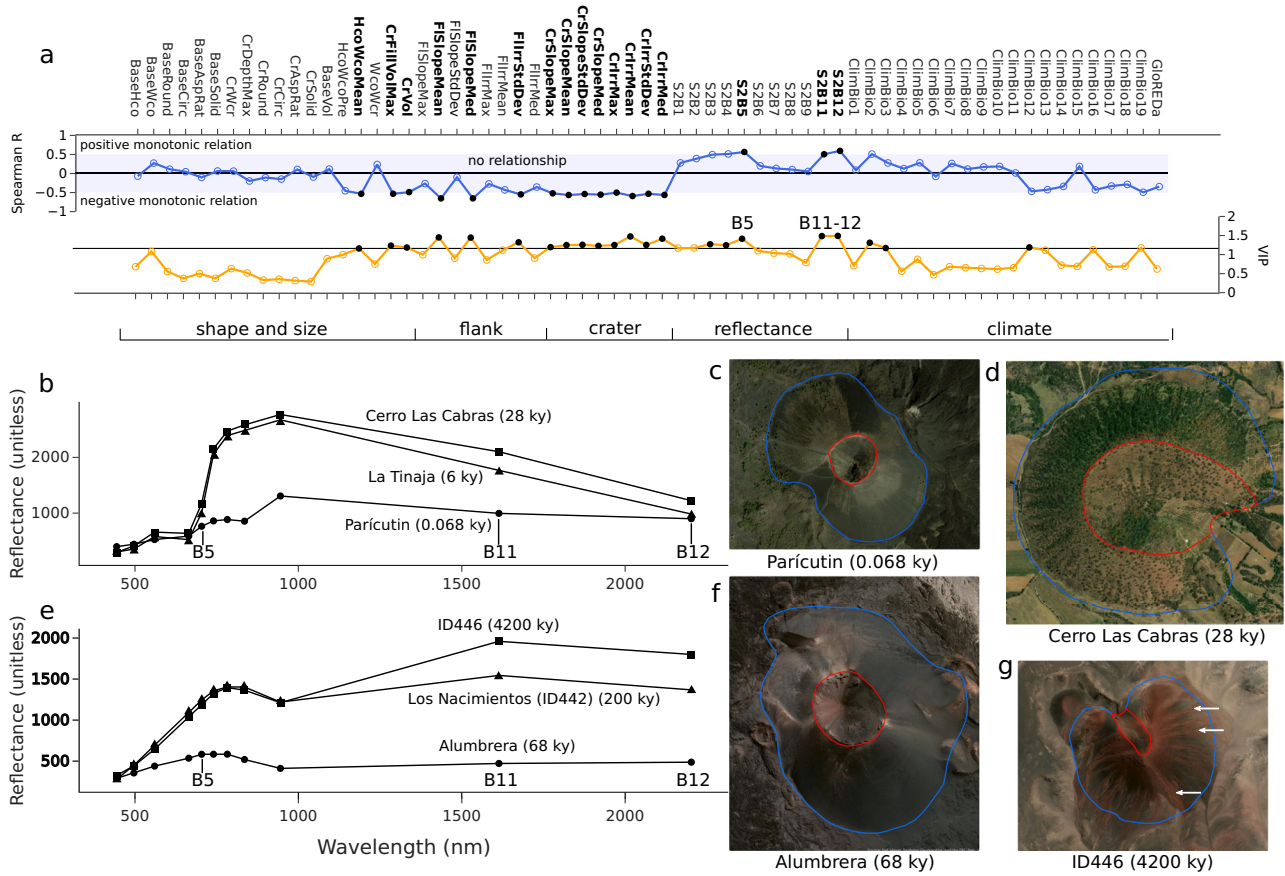 a
BaseHco
BaseWco
BaseRound
BaseCirc
BaseAspRat
BaseSolid
CrWcr
CrDepthMax
CrRound
CrCirc
CrAspRat
CrSolid
BaseVol
HcoWcoPre
HcoWcoMean
WcoWcr
CrFillVolMax
CrVol
FlSlopeMax
FlSlopeMean
FlSlopeStdDev
FlSlopeMed
FlIrrMax
FlIrrMean
FlIrrStdDev
FlIrrMed
CrSlopeMax
CrSlopeMean
CrSlopeStdDev
CrSlopeMed
CrIrrMax
CrIrrMean
CrIrrStdDev
CrIrrMed
S2B1
S2B2
S2B3
S2B4
S2B5
S2B6
S2B7
S2B8
S2B9
S2B11
S2B12
ClimBio1
ClimBio2
ClimBio3
ClimBio4
ClimBio5
ClimBio6
ClimBio7
ClimBio8
ClimBio9
ClimBio10
ClimBio11
ClimBio12
ClimBio13
ClimBio14
ClimBio15
ClimBio16
ClimBio17
ClimBio18
ClimBio19
GloREDa
Spearman R
1
0.5
0
−0.5
−1
positive monotonic relation
no relationship
negative monotonic relation
B5
B11-12
2
1.5
1
0.5
0
VIP
shape and size
flank
crater
reflectance
climate
b
Reflectance (unitless)
2000
1000
Cerro Las Cabras (28 ky)
La Tinaja (6 ky)
Parícutin (0.068 ky)
B5
B11
B12
500
1000
1500
2000
c
Parícutin (0.068 ky)
d
Cerro Las Cabras (28 ky)
e
Reflectance (unitless)
2000
1500
1000
500
ID446 (4200 ky)
Los Nacimientos (ID442) (200 ky)
Alumbrera (68 ky)
B5
B11
B12
500
1000
1500
2000
Wavelength (nm)
f
Alumbrera (68 ky)
g
ID446 (4200 ky)